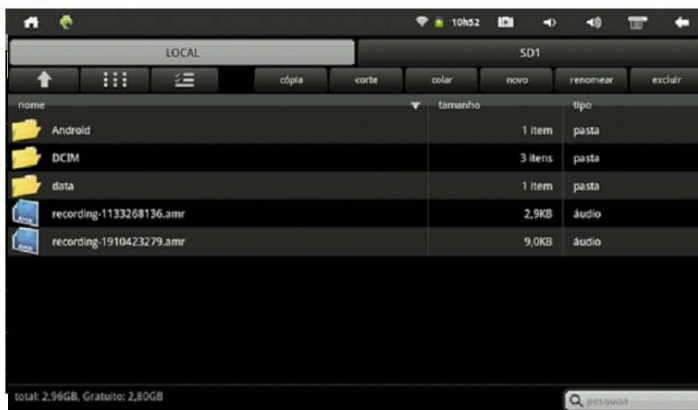 10h52
LOCAL SD1
cópia corte colar novo renomear excluir
nome tamanho tipo
Android 1 item pasta
DCIM 3 itens pasta
data 1 item pasta
recording-1133268136.amr 2,9KB áudio
recording-1910423279.amr 9,0KB áudio
total: 2,96GB, Gratuito: 2,80GB pesquisa